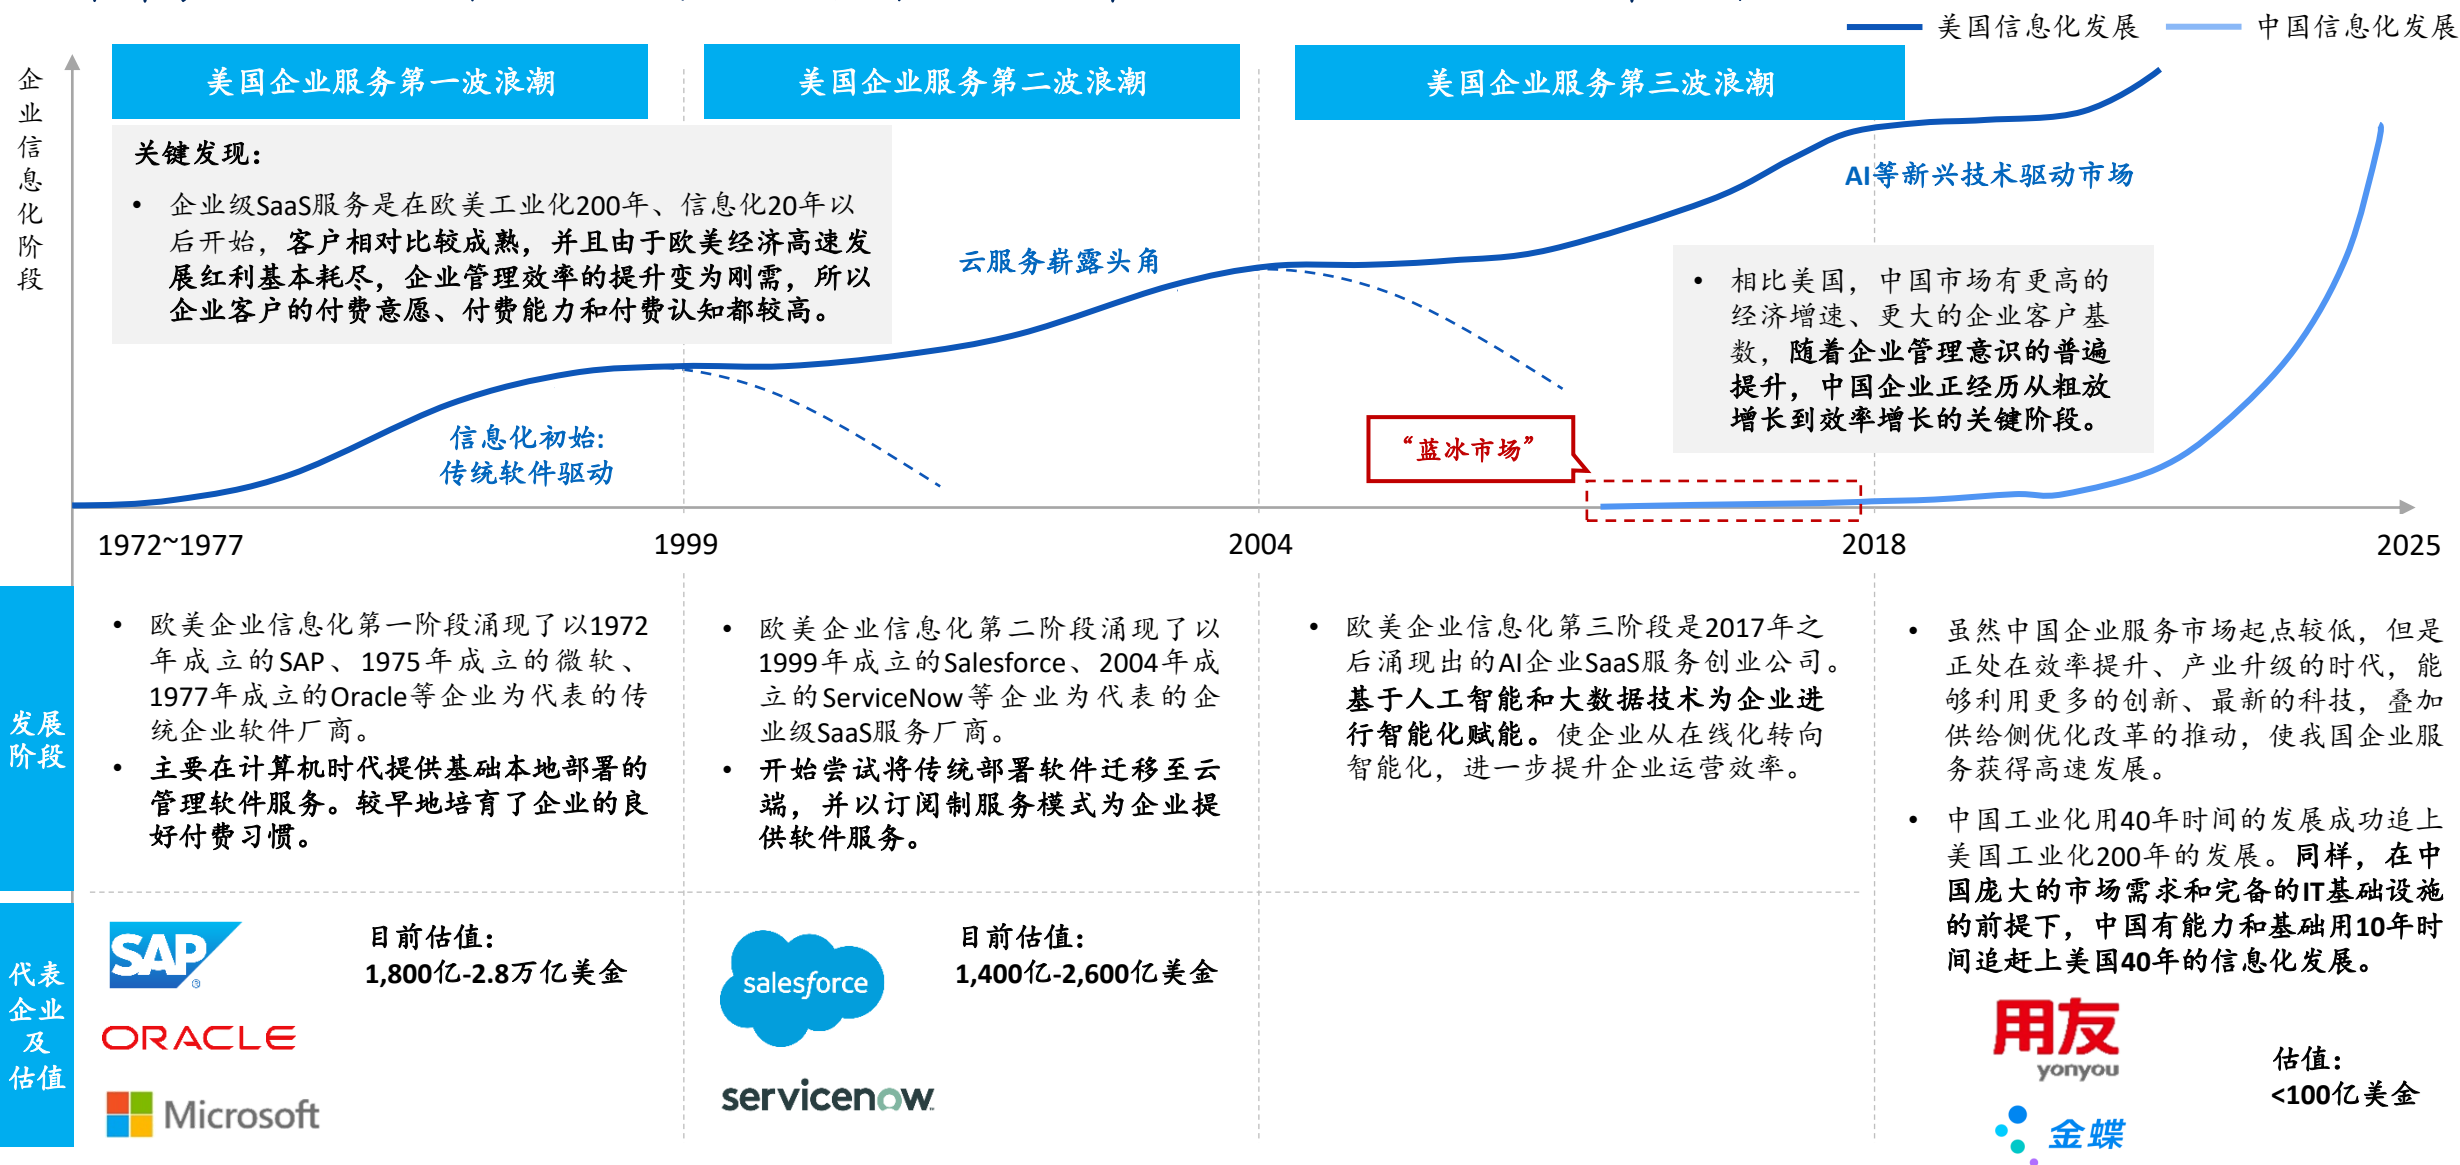 美国信息化发展
中国信息化发展
企业信息化阶段
美国企业服务第一波浪潮
美国企业服务第二波浪潮
美国企业服务第三波浪潮
关键发现：
• 企业级SaaS服务是在欧美工业化200年、信息化20年以
后开始，客户相对比较成熟，并且由于欧美经济高速发
展红利基本耗尽，企业管理效率的提升变为刚需，所以
企业客户的付费意愿、付费能力和付费认知都较高。
信息化初始:
传统软件驱动
云服务崭露头角
AI等新兴技术驱动市场
• 相比美国，中国市场有更高的
经济增速、更大的企业客户基
数，随着企业管理意识的普遍
提升，中国企业正经历从粗放
增长到效率增长的关键阶段。
“蓝冰市场”
1972~1977
1999
2004
2018
2025
发展
阶段
• 欧美企业信息化第一阶段涌现了以1972
年成立的SAP、1975年成立的微软、
1977年成立的Oracle等企业为代表的传
统企业软件厂商。
• 主要在计算机时代提供基础本地部署的
管理软件服务。较早地培育了企业的良
好付费习惯。
• 欧美企业信息化第二阶段涌现了以
1999年成立的Salesforce、2004年成
立的ServiceNow等企业为代表的企
业级SaaS服务厂商。
• 开始尝试将传统部署软件迁移至云
端，并以订阅制服务模式为企业提
供软件服务。
• 欧美企业信息化第三阶段是2017年之
后涌现出的AI企业SaaS服务创业公司。
基于人工智能和大数据技术为企业进
行智能化赋能。使企业从在线化转向
智能化，进一步提升企业运营效率。
• 虽然中国企业服务市场起点较低，但是
正处在效率提升、产业升级的时代，能
够利用更多的创新、最新的科技，叠加
供给侧优化改革的推动，使我国企业服
务获得高速发展。
• 中国工业化用40年时间的发展成功追上
美国工业化200年的发展。同样，在中
国庞大的市场需求和完备的IT基础设施
的前提下，中国有能力和基础用10年时
间追赶上美国40年的信息化发展。
代表
企业
及
估值
SAP
ORACLE
Microsoft
目前估值：
1,800亿-2.8万亿美金
salesforce
servicenow
目前估值：
1,400亿-2,600亿美金
用友
yonyou
金蝶
估值：
<100亿美金